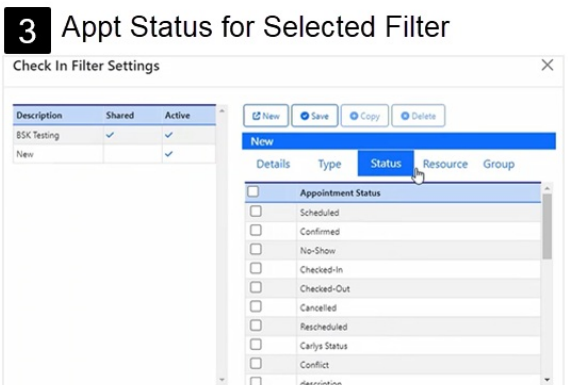 3 Appt Status for Selected Filter
Check In Filter Settings
Description Shared Active
BSK Testing
New
New Save Copy Delete
New
Details Type Status Resource Group
Appointment Status
Scheduled
Confirmed
No-Show
Checked-In
Checked-Out
Cancelled
Rescheduled
Carlys Status
Conflict
description